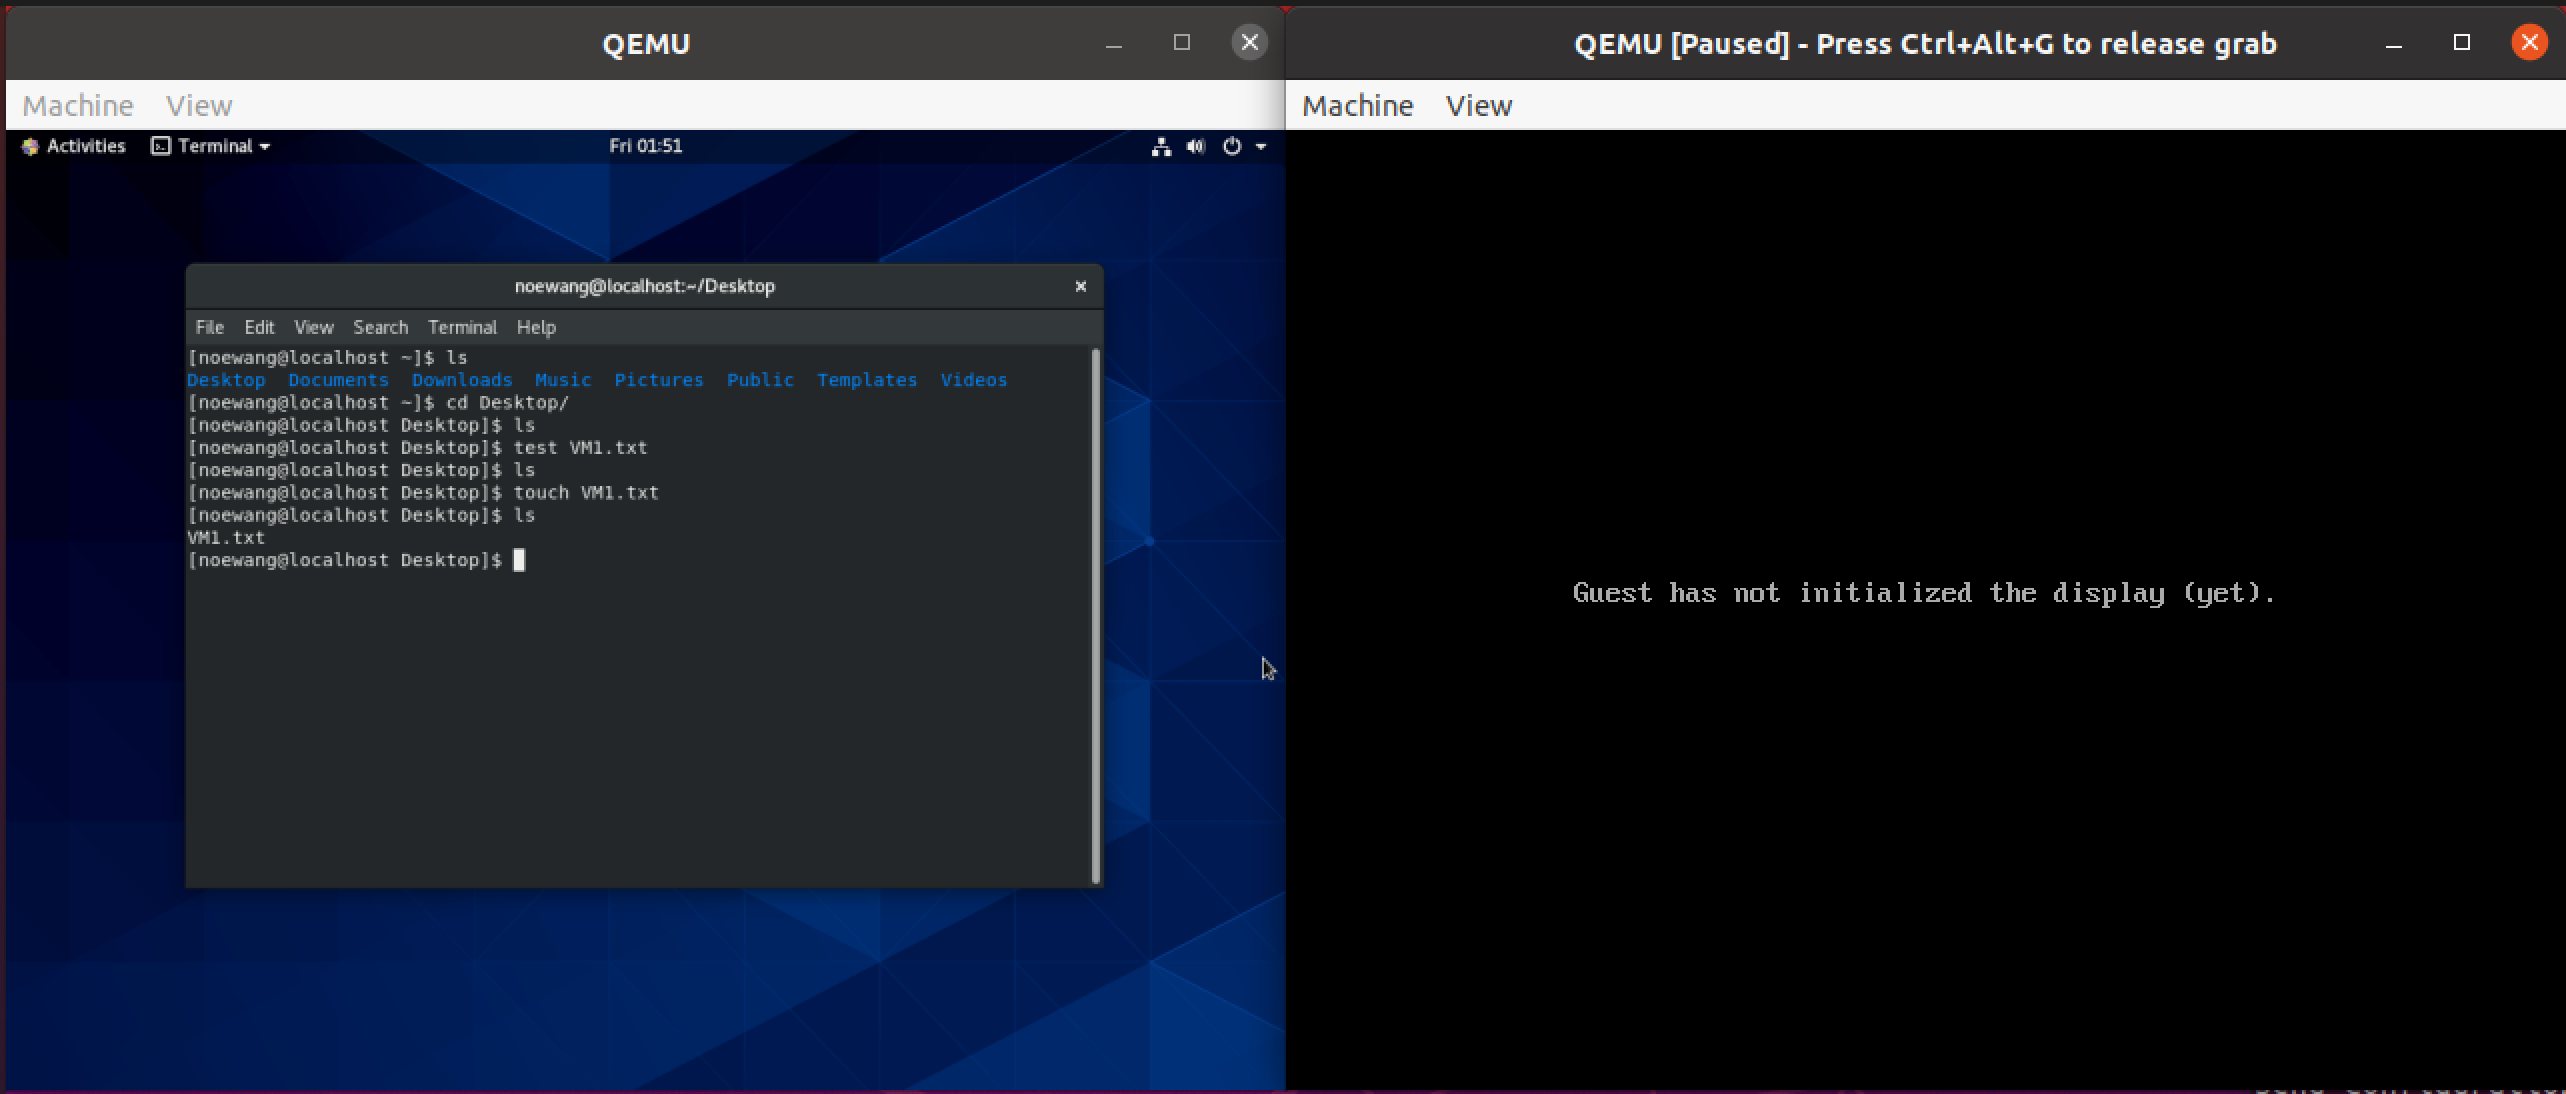 QEMU
Machine View
Activities Terminal Fri 01:51
noewang@localhost:~/Desktop
File Edit View Search Terminal Help
[noewang@localhost ~]$ ls
Desktop Documents Downloads Music Pictures Public Templates Videos
[noewang@localhost ~]$ cd Desktop/
[noewang@localhost Desktop]$ ls
[noewang@localhost Desktop]$ test VM1.txt
[noewang@localhost Desktop]$ ls
[noewang@localhost Desktop]$ touch VM1.txt
[noewang@localhost Desktop]$ ls
VM1.txt
[noewang@localhost Desktop]$
QEMU [Paused] - Press Ctrl+Alt+G to release grab
Machine View
Guest has not initialized the display (yet).